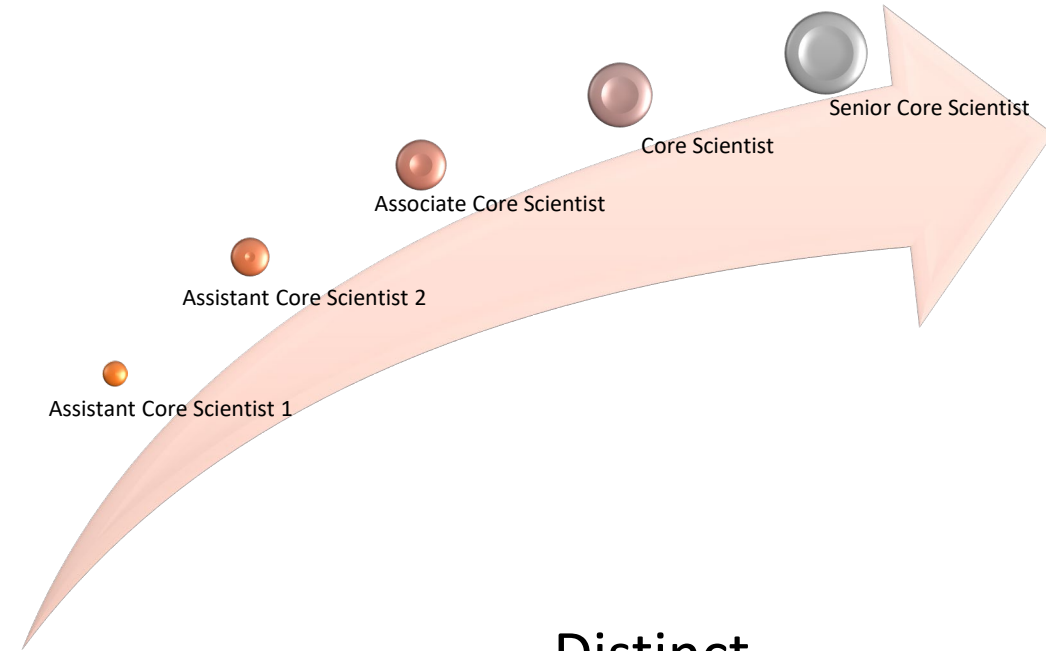 Senior Core Scientist
Core Scientist
Associate Core Scientist
Assistant Core Scientist 2
Assistant Core Scientist 1
Distinct